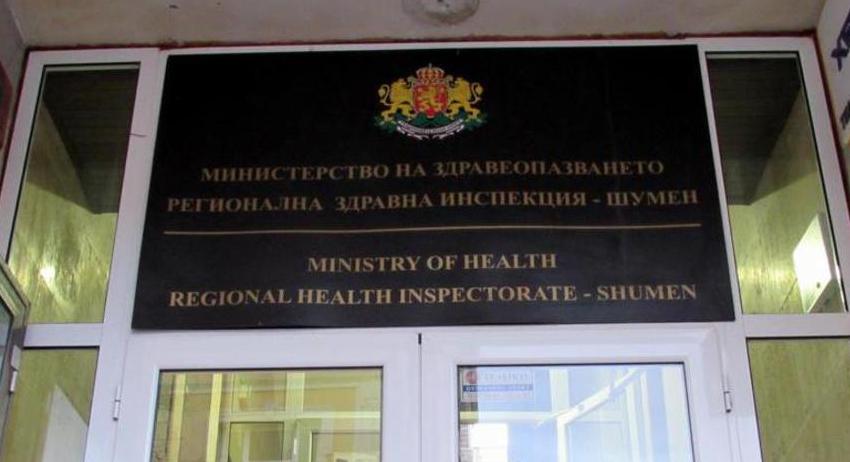 МИНИСТЕРСТВО НА ЗДРАВЕОПАЗВАНЕТО
РЕГИОНАЛНА ЗДРАВНА ИНСПЕКЦИЯ - ШУМЕН
MINISTRY OF HEALTH
REGIONAL HEALTH INSPECTORATE - SHUMEN